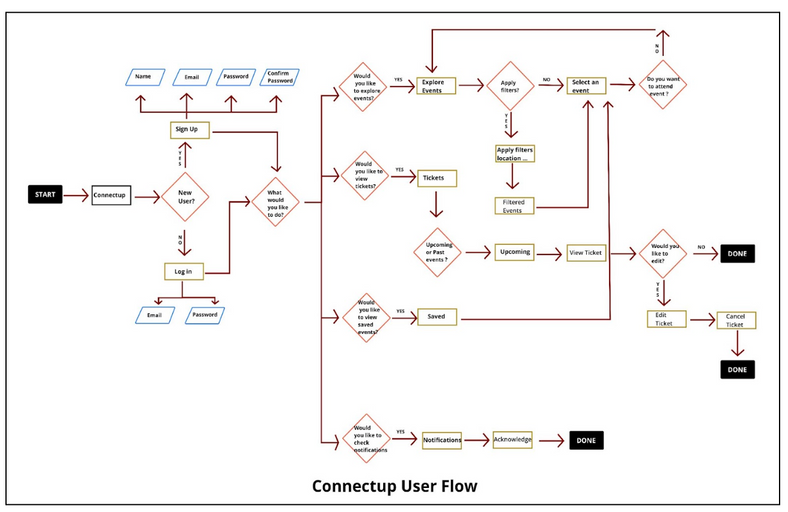 START
Connectup
New
User?
YES
NO
Sign Up
Name
Email
Password
Confirm
Password
Log in
Email
Password
What
would
you like
to do?
Would
you like
to explore
events?
YES
Explore
Events
Apply
filters?
NO
YES
Select an
event
Do you want
to attend
event ?
NO
Apply filters
location ...
Filtered
Events
Would
you like to
view
tickets?
YES
Tickets
Upcoming
or Past
events ?
Upcoming
View Ticket
Would you
like to
edit?
NO
DONE
YES
Edit
Ticket
Cancel
Ticket
DONE
Would
you like
to view
saved
events?
YES
Saved
Would
you like to
check
notifications
YES
Notifications
Acknowledge
DONE
Connectup User Flow